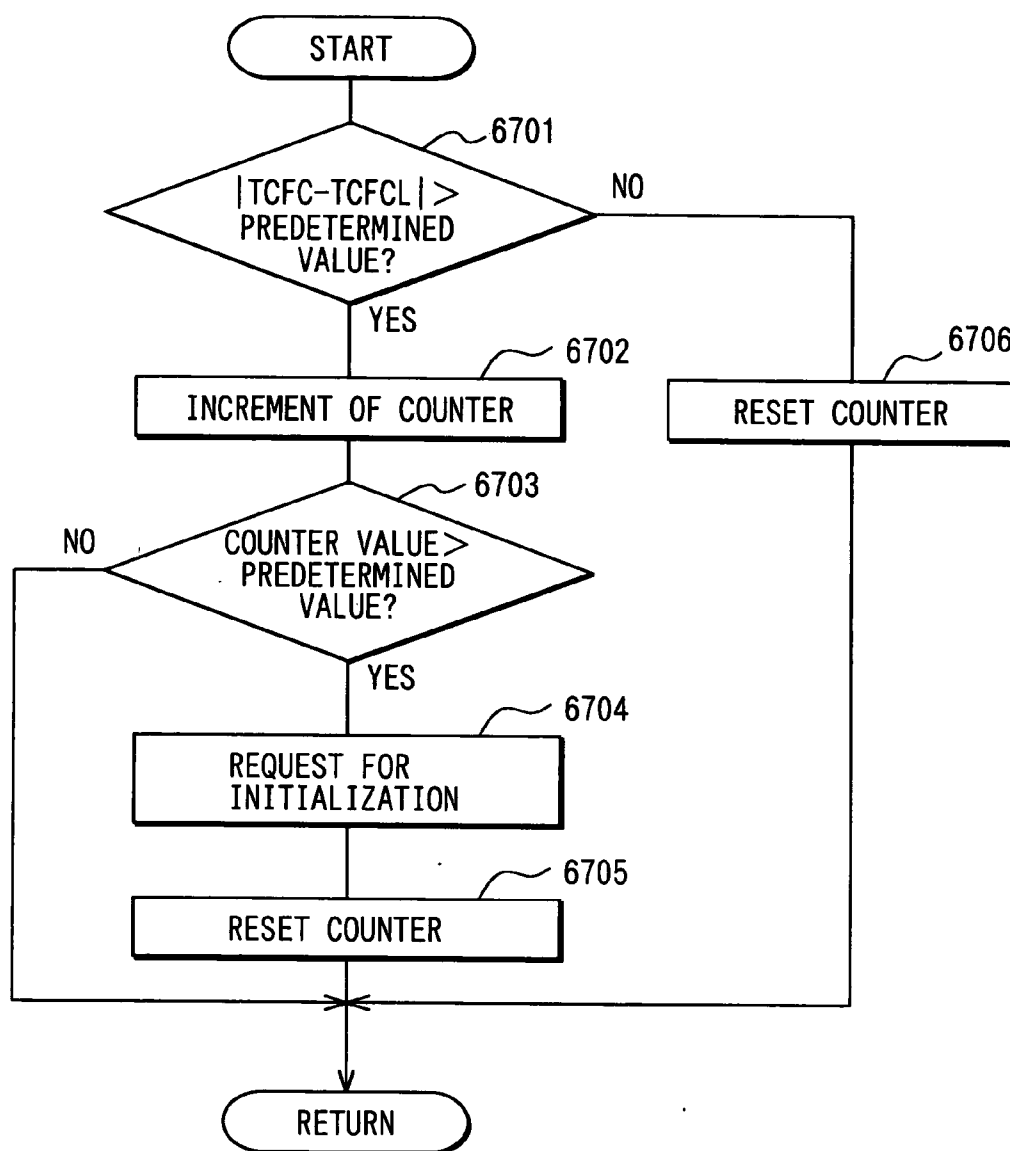 START
6701
|TCFC-TCFCL|>
PREDETERMINED
VALUE?
NO
YES
6702
INCREMENT OF COUNTER
6706
RESET COUNTER
6703
NO
COUNTER VALUE>
PREDETERMINED
VALUE?
YES
6704
REQUEST FOR
INITIALIZATION
6705
RESET COUNTER
RETURN